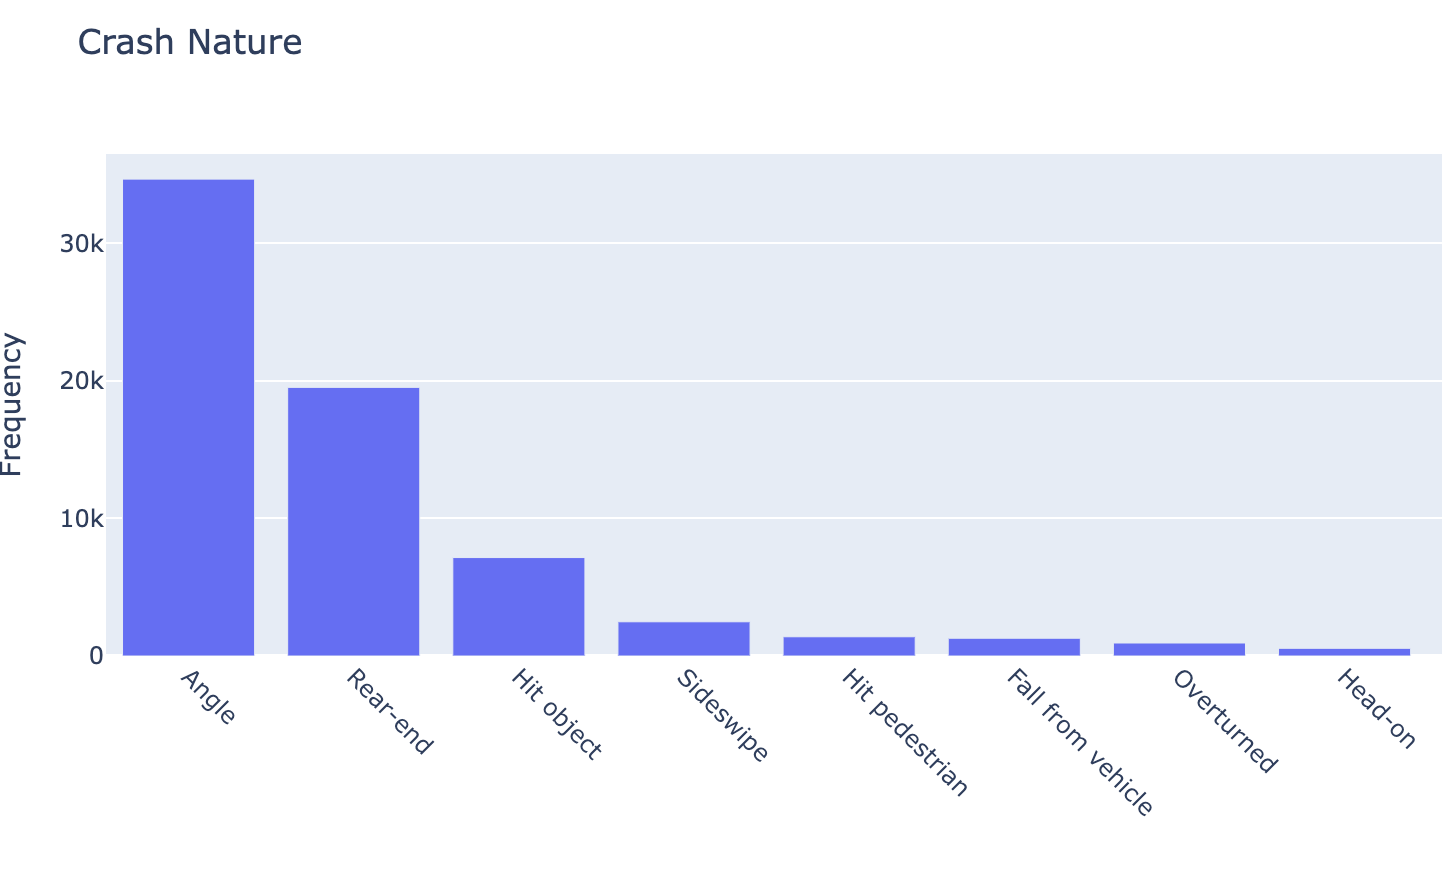 Crash Nature
Frequency
30k
20k
10k
0
Angle
Rear-end
Hit object
Sideswipe
Hit pedestrian
Fall from vehicle
Overturned
Head-on